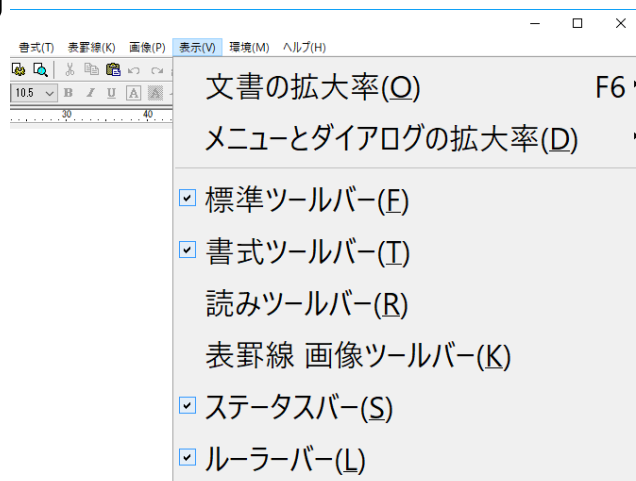 書式(T) 表罫線(K) 画像(P) 表示(V) 環境(M) ヘルプ(H)
10.5 B I U A A
30 40
文書の拡大率(O) F6
メニューとダイアログの拡大率(D)
標準ツールバー(F)
書式ツールバー(T)
読みツールバー(R)
表罫線 画像ツールバー(K)
ステータスバー(S)
ルーラーバー(L)